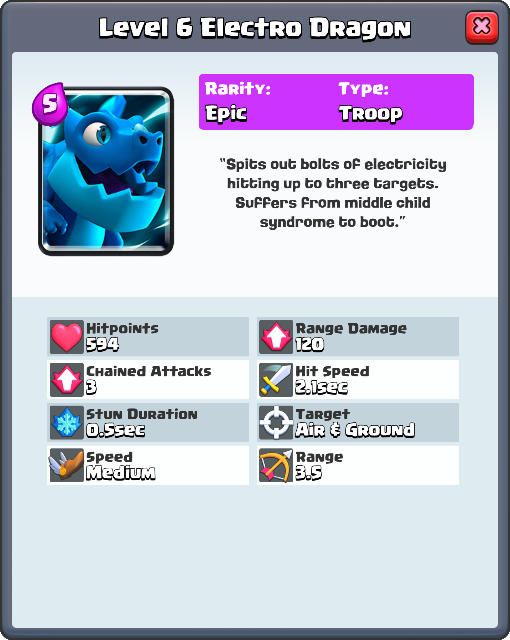 Level 6 Electro Dragon
5
Rarity: Type:
Epic Troop
"Spits out bolts of electricity
hitting up to three targets.
Suffers from middle child
syndrome to boot."
Hitpoints Range Damage
594 120
Chained Attacks Hit Speed
3 2.1sec
Stun Duration Target
0.5sec Air & Ground
Speed Range
Medium 3.5